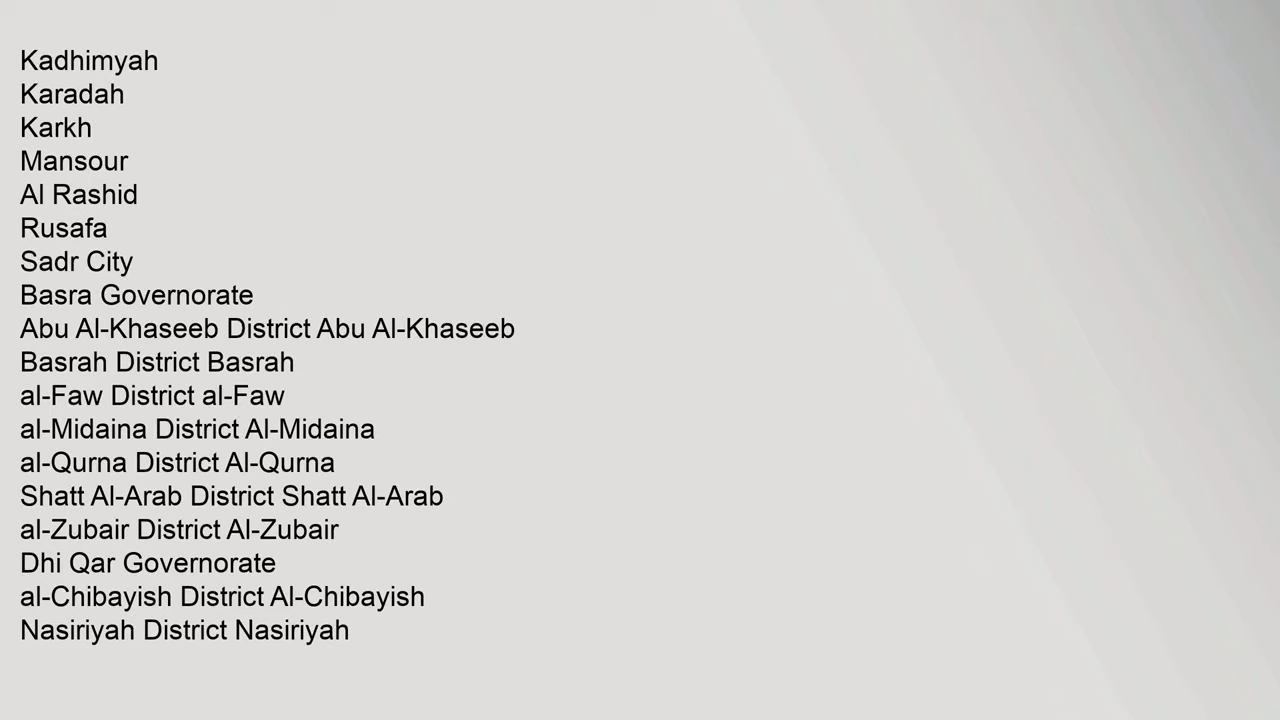 Kadhimyah
Karadah
Karkh
Mansour
Al Rashid
Rusafa
Sadr City
Basra Governorate
Abu Al-Khaseeb District Abu Al-Khaseeb
Basrah District Basrah
al-Faw District al-Faw
al-Midaina District Al-Midaina
al-Qurna District Al-Qurna
Shatt Al-Arab District Shatt Al-Arab
al-Zubair District Al-Zubair
Dhi Qar Governorate
al-Chibayish District Al-Chibayish
Nasiriyah District Nasiriyah